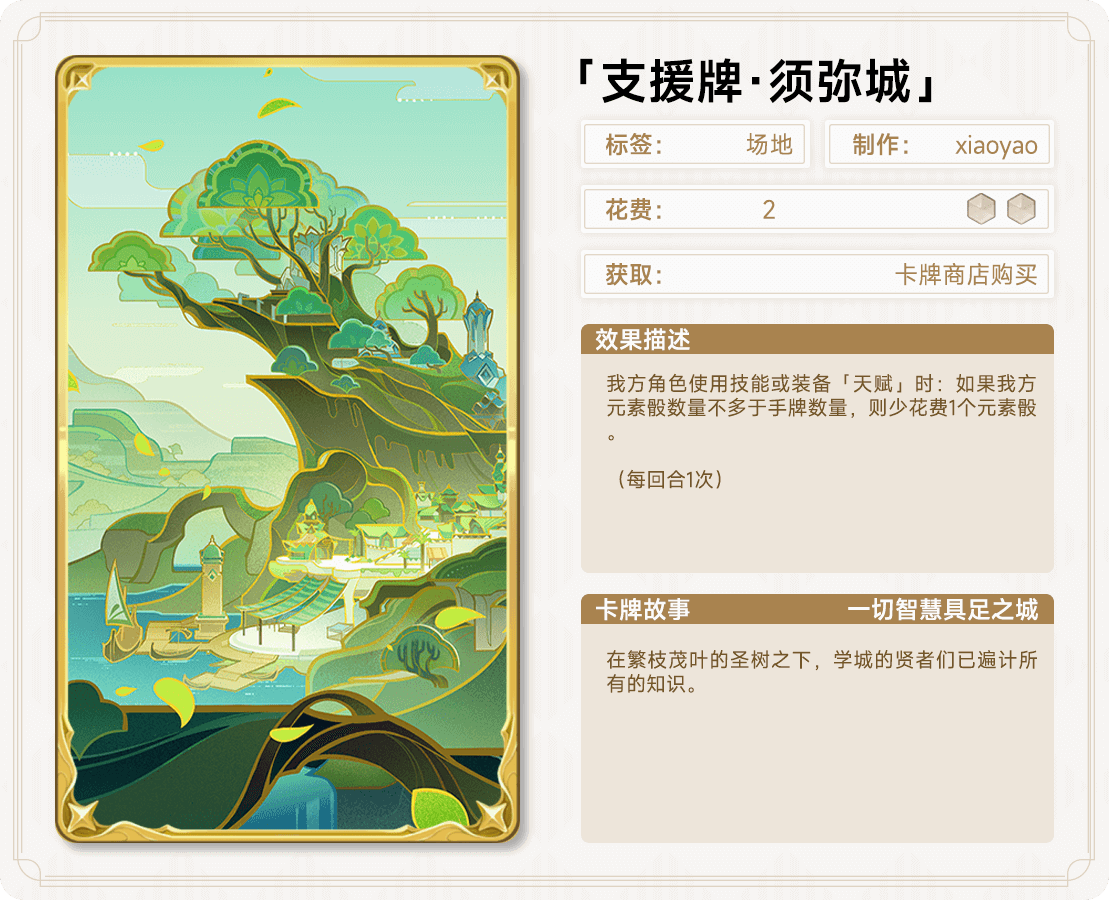 「支援牌·须弥城」
标签： 场地
制作： xiaoyao
花费： 2
获取： 卡牌商店购买
效果描述
我方角色使用技能或装备「天赋」时：如果我方
元素骰数量不多于手牌数量，则少花费1个元素骰
。
（每回合1次）
卡牌故事 一切智慧具足之城
在繁枝茂叶的圣树之下，学城的贤者们已遍计所
有的知识。